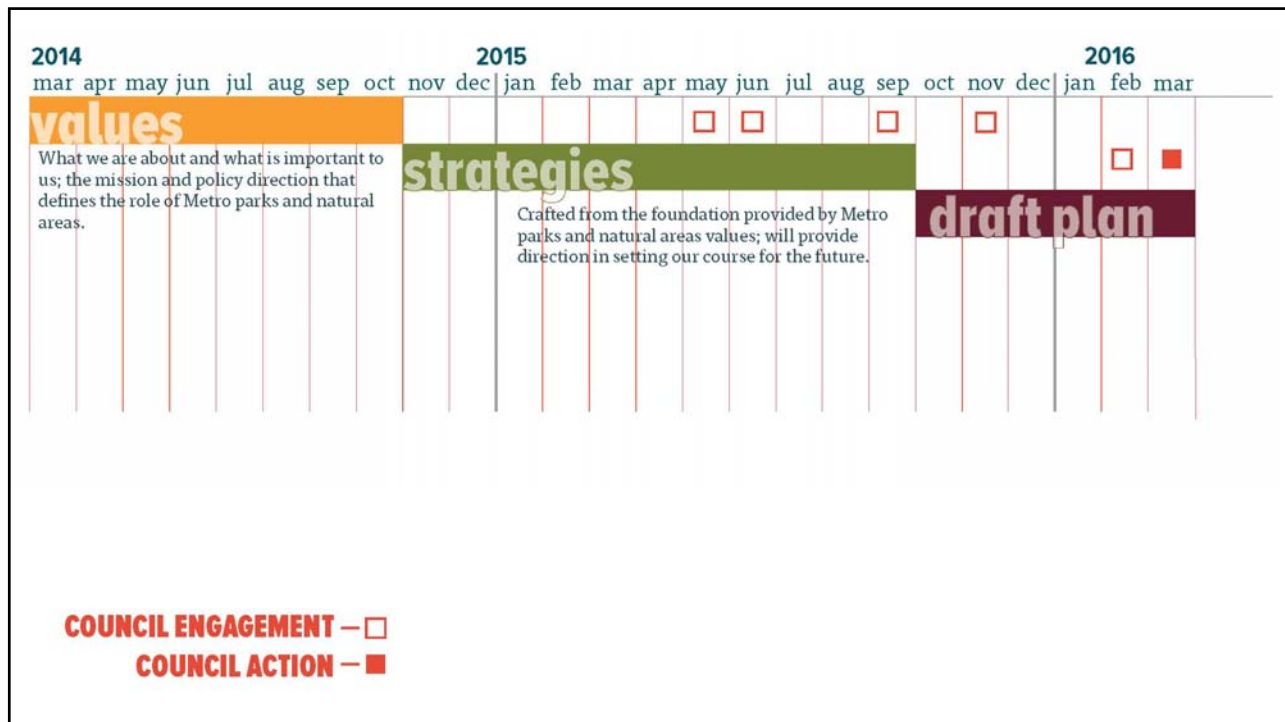 2014 2015 2016
mar apr may jun jul aug sep oct nov dec jan feb mar apr may jun jul aug sep oct nov dec jan feb mar
values
What we are about and what is important to
us; the mission and policy direction that
defines the role of Metro parks and natural
areas.
strategies
Crafted from the foundation provided by Metro
parks and natural areas values; will provide
direction in setting our course for the future.
draft plan
COUNCIL ENGAGEMENT –
COUNCIL ACTION –